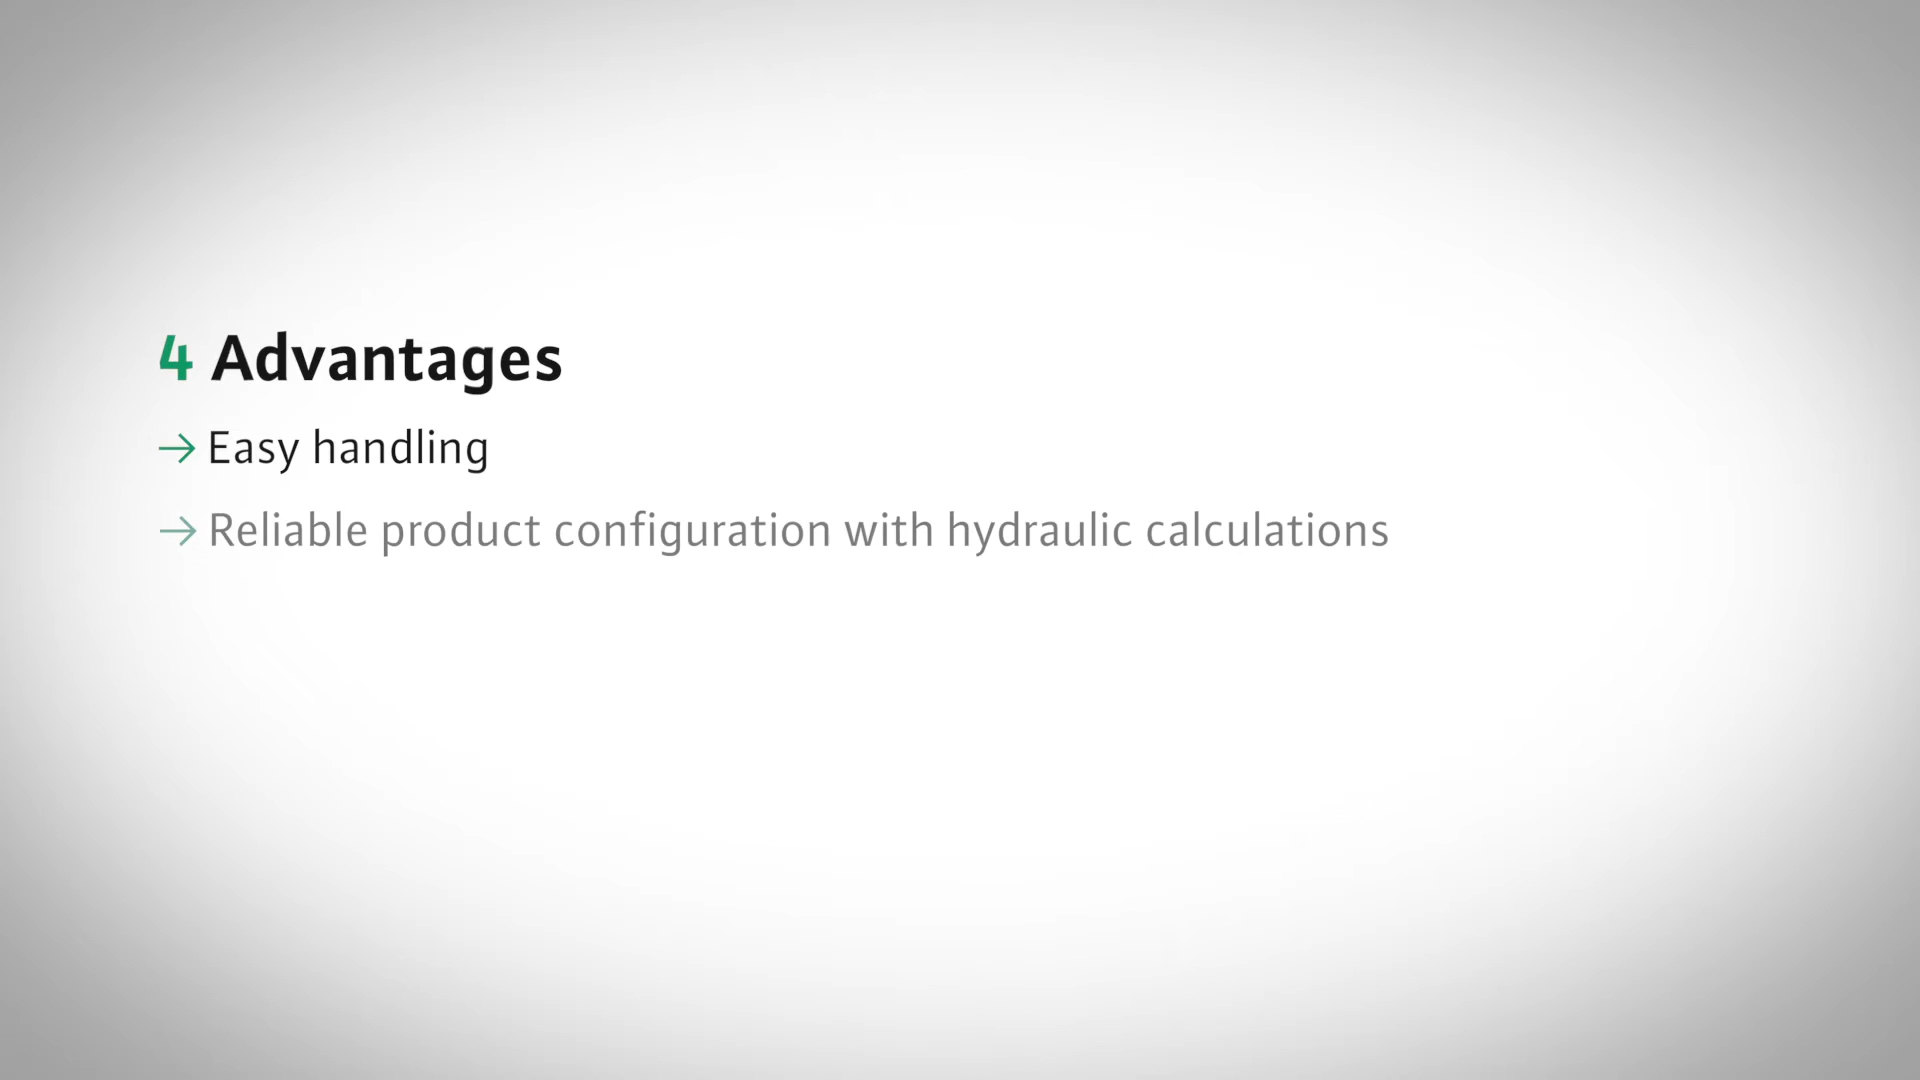 4 Advantages
→ Easy handling
→ Reliable product configuration with hydraulic calculations